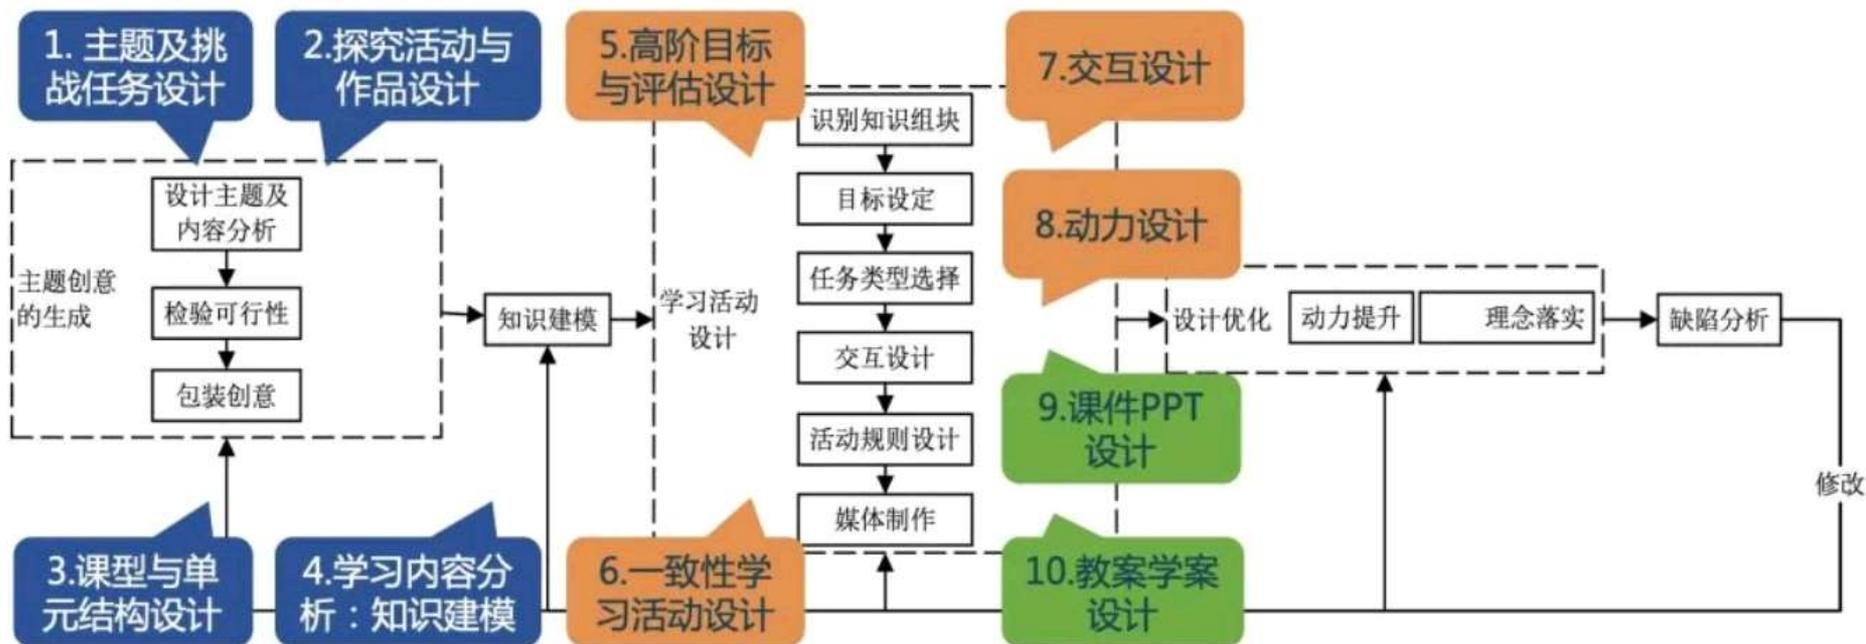 1. 主题及挑
战任务设计
2.探究活动与
作品设计
5.高阶目标
与评估设计
7.交互设计
识别知识组块
设计主题及
内容分析
目标设定
8.动力设计
主题创意
的生成
检验可行性
知识建模
学习活动
设计
任务类型选择
设计优化
动力提升
理念落实
缺陷分析
包装创意
交互设计
9.课件PPT
设计
活动规则设计
媒体制作
修改
3.课型与单
元结构设计
4.学习内容分
析：知识建模
6.一致性学
习活动设计
10.教案学案
设计